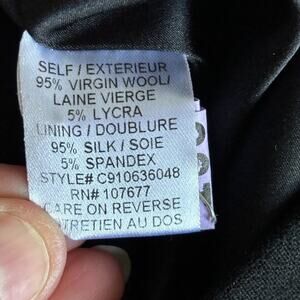 SELF / EXTERIEUR
95% VIRGIN WOOL/
LAINE VIERGE
5% LYCRA
LINING / DOUBLURE
95% SILK / SOIE
5% SPANDEX
STYLE# C910636048
RN# 107677
CARE ON REVERSE
ENTRETIEN AU DOS